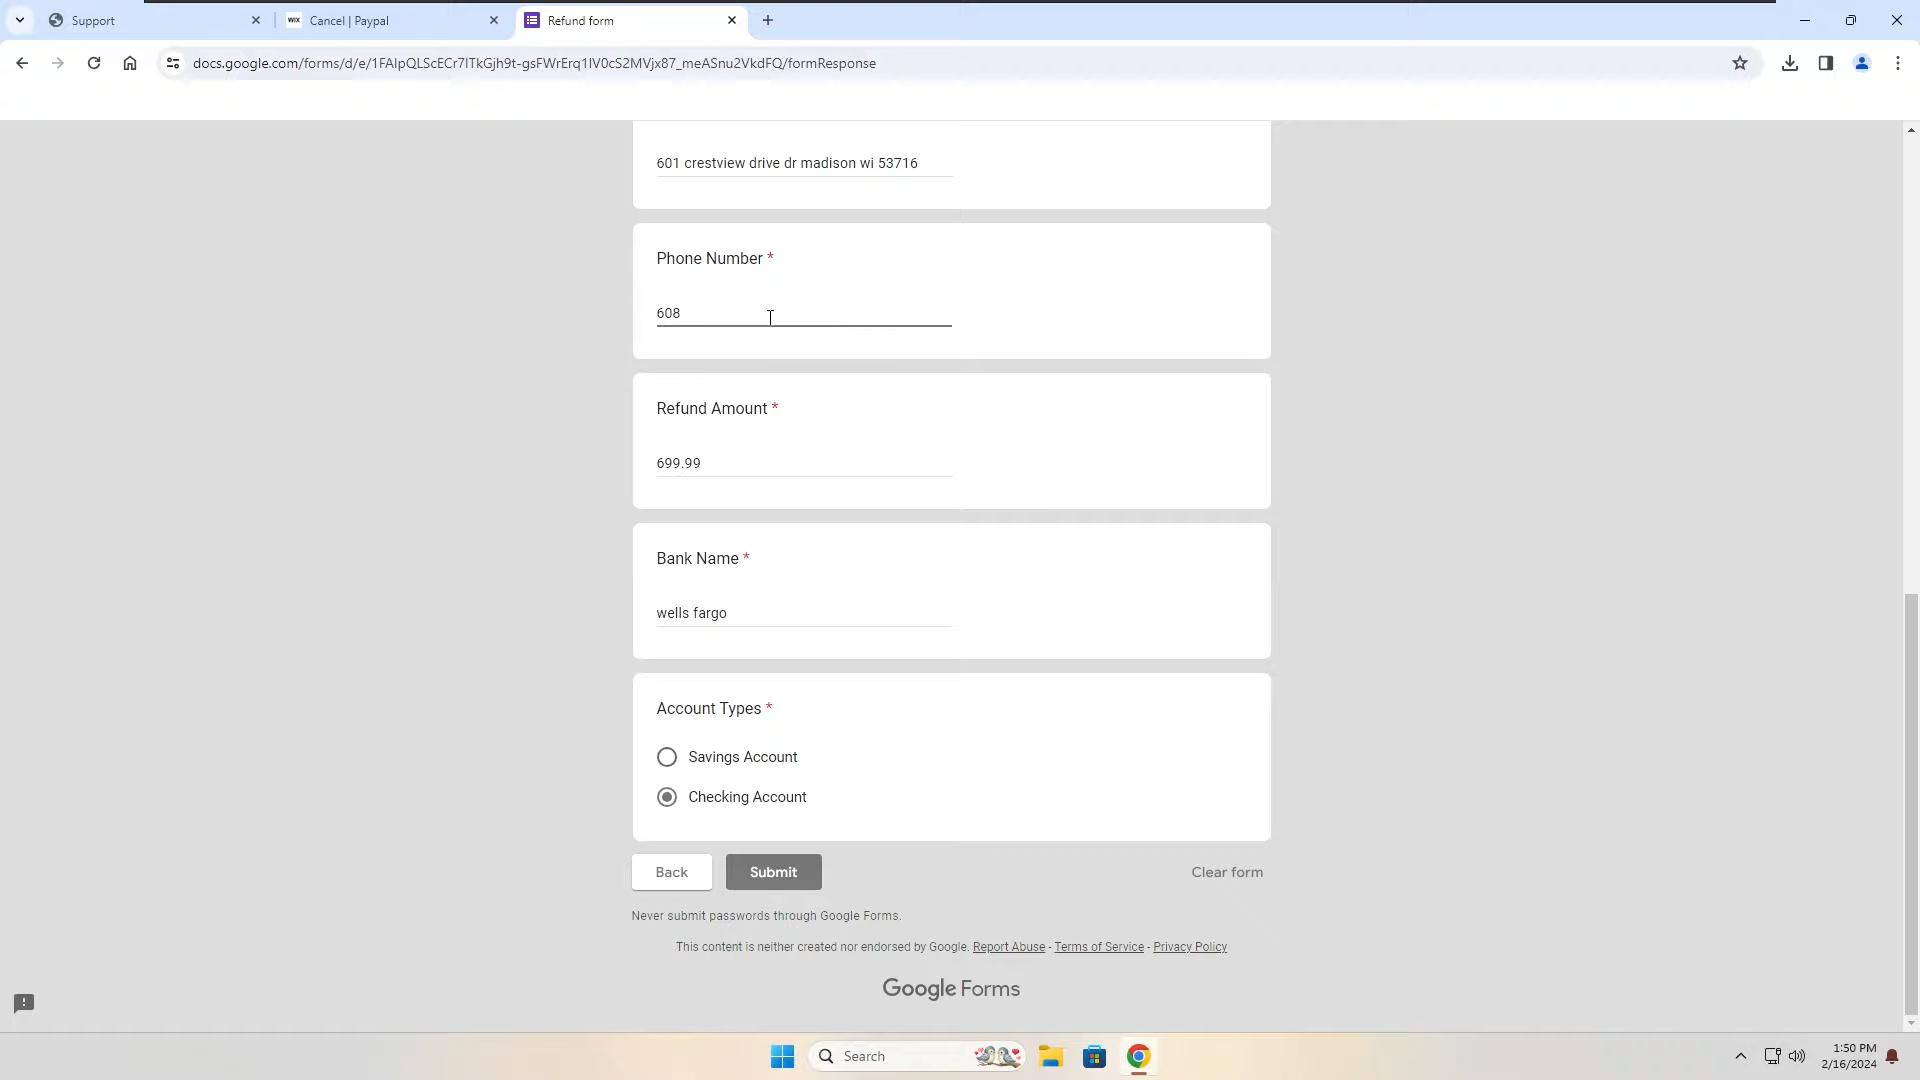 Support
WIX Cancel | Paypal
Refund form
docs.google.com/forms/d/e/1FAIpQLScECr7ITkGjh9t-gsFWrErq1IV0cS2MVjx87_meASnu2VkdFQ/formResponse
601 crestview drive dr madison wi 53716
Phone Number *
608
Refund Amount *
699.99
Bank Name *
wells fargo
Account Types *
Savings Account
Checking Account
Back
Submit
Clear form
Never submit passwords through Google Forms.
This content is neither created nor endorsed by Google. Report Abuse - Terms of Service - Privacy Policy
Google Forms
Search
1:50 PM
2/16/2024